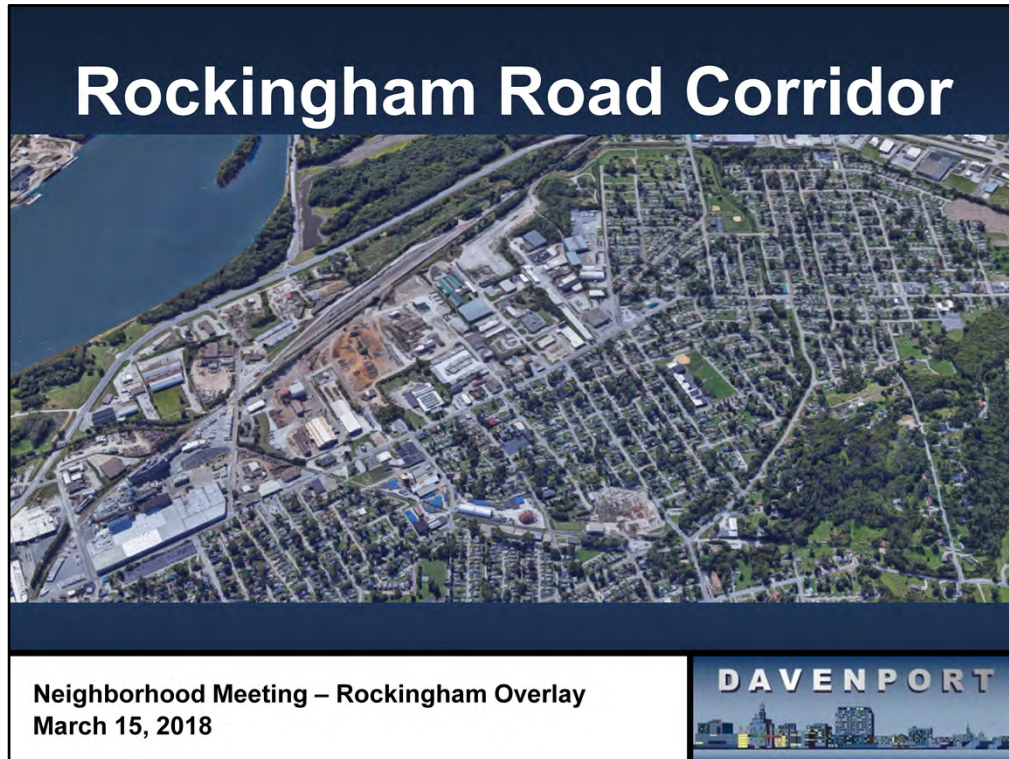 Rockingham Road Corridor
Neighborhood Meeting – Rockingham Overlay
March 15, 2018
DAVENPORT